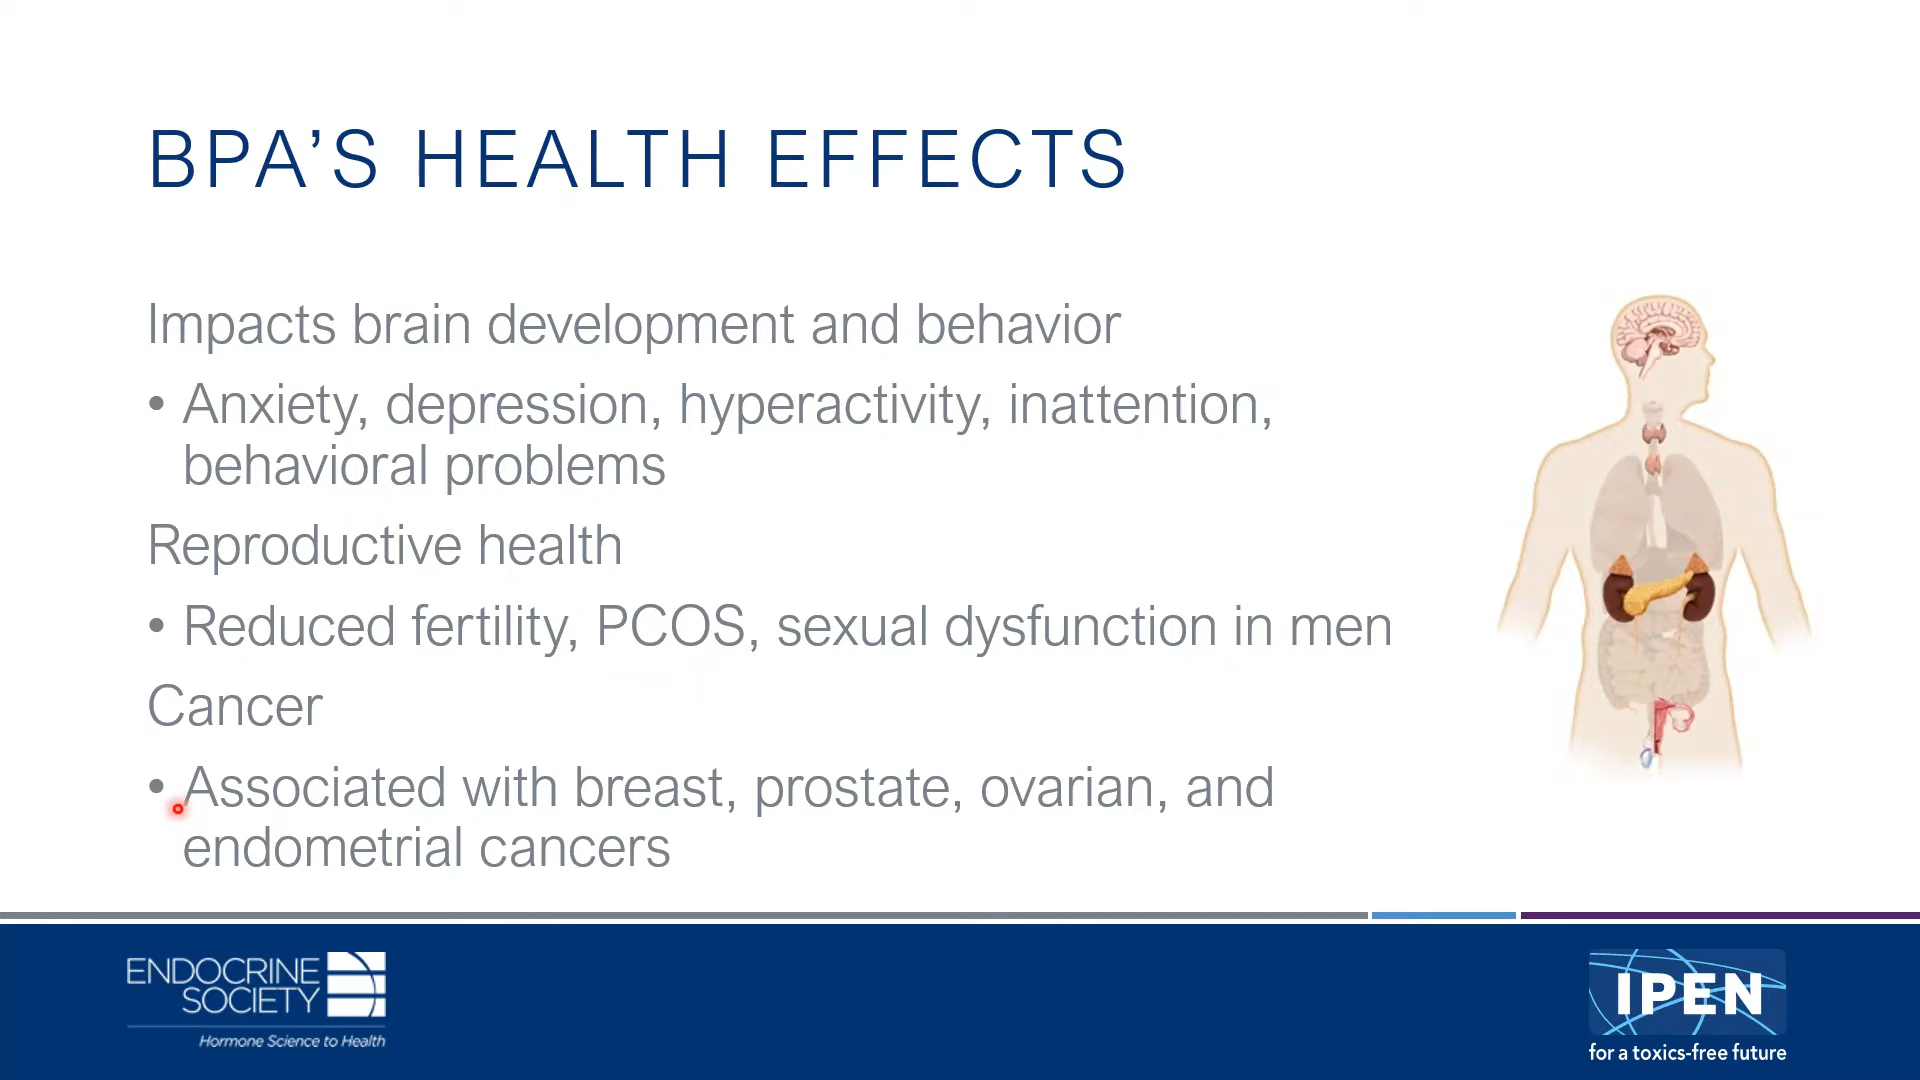 BPA’S HEALTH EFFECTS
Impacts brain development and behavior
• Anxiety, depression, hyperactivity, inattention,
behavioral problems
Reproductive health
• Reduced fertility, PCOS, sexual dysfunction in men
Cancer
• Associated with breast, prostate, ovarian, and
endometrial cancers
ENDOCRINE
SOCIETY
Hormone Science to Health
IPEN
for a toxics-free future